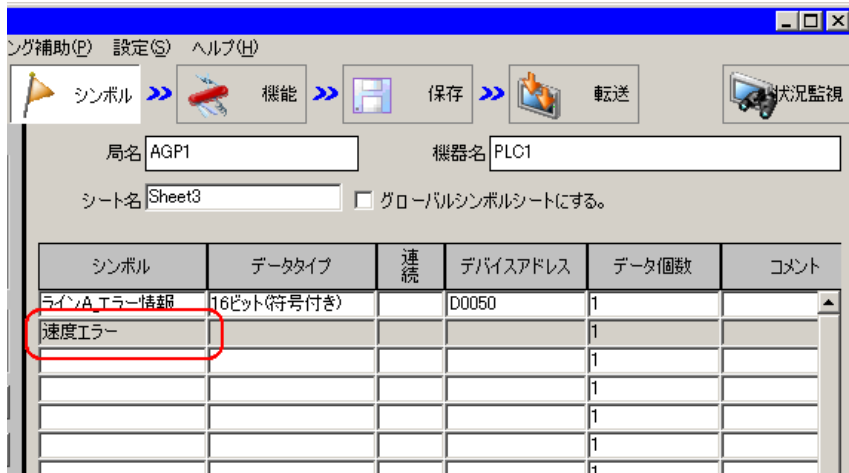 ング補助(P) 設定(S) ヘルプ(H)
シンボル 機能 保存 転送 状況監視
局名 AGP1 機器名 PLC1
シート名 Sheet3 グローバルシンボルシートにする。
シンボル データタイプ 連続 デバイスアドレス データ個数 コメント
ラインA_エラー情報 16ビット(符号付き) D0050 1
速度エラー 1
1
1
1
1
1